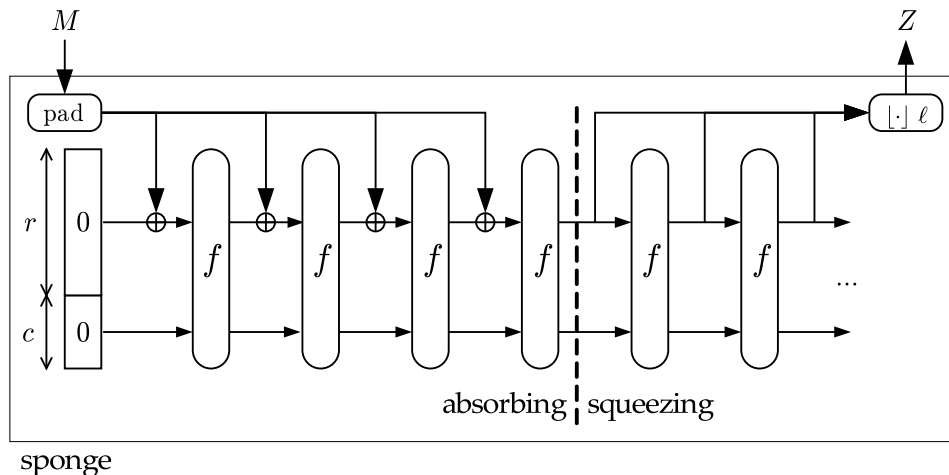 M Z
pad ⌊·⌋ ℓ
r 0
f f f f f f
...
c 0
absorbing squeezing
sponge